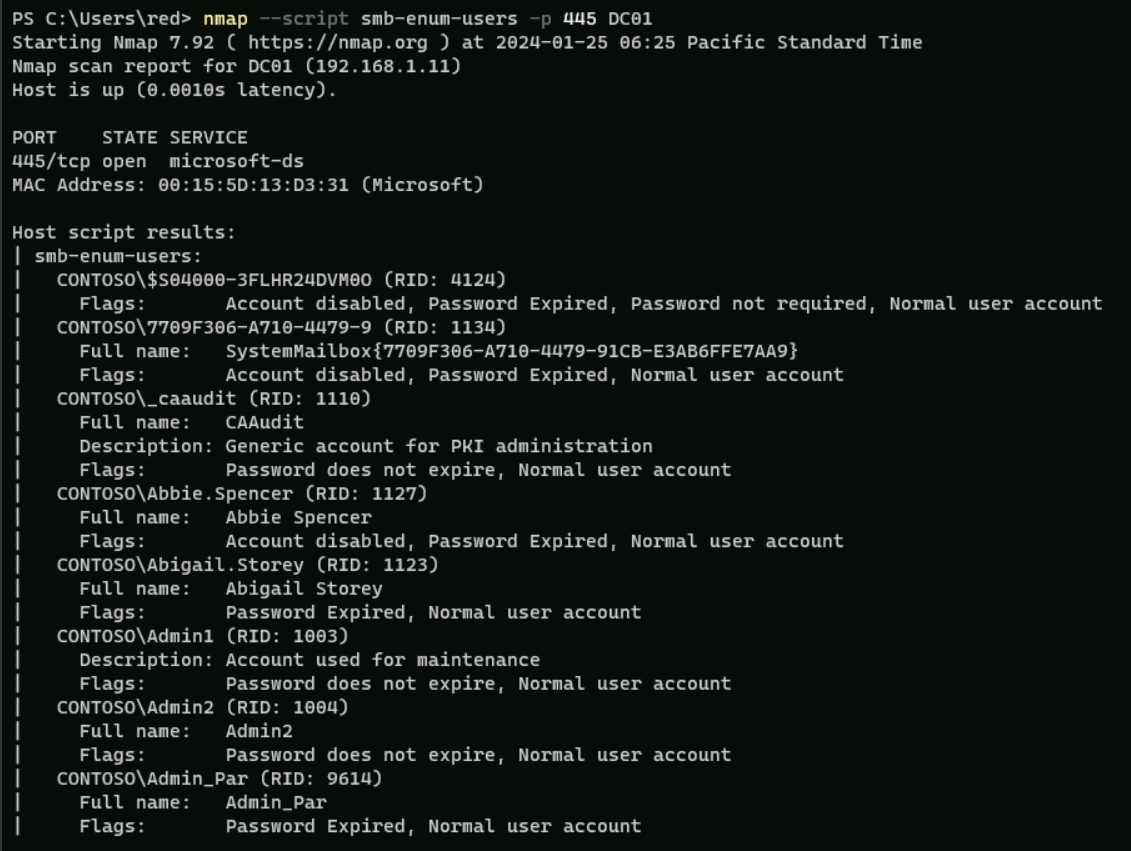 PS C:\Users\red> nmap --script smb-enum-users -p 445 DC01
Starting Nmap 7.92 ( https://nmap.org ) at 2024-01-25 06:25 Pacific Standard Time
Nmap scan report for DC01 (192.168.1.11)
Host is up (0.0010s latency).
PORT    STATE SERVICE
445/tcp open  microsoft-ds
MAC Address: 00:15:5D:13:D3:31 (Microsoft)
Host script results:
| smb-enum-users:
|   CONTOSO\$S04000-3FLHR24DVM0O (RID: 4124)
|     Flags:       Account disabled, Password Expired, Password not required, Normal user account
|   CONTOSO\7709F306-A710-4479-9 (RID: 1134)
|     Full name:   SystemMailbox{7709F306-A710-4479-91CB-E3AB6FFE7AA9}
|     Flags:       Account disabled, Password Expired, Normal user account
|   CONTOSO\_caaudit (RID: 1110)
|     Full name:   CAAudit
|     Description: Generic account for PKI administration
|     Flags:       Password does not expire, Normal user account
|   CONTOSO\Abbie.Spencer (RID: 1127)
|     Full name:   Abbie Spencer
|     Flags:       Account disabled, Password Expired, Normal user account
|   CONTOSO\Abigail.Storey (RID: 1123)
|     Full name:   Abigail Storey
|     Flags:       Password Expired, Normal user account
|   CONTOSO\Admin1 (RID: 1003)
|     Description: Account used for maintenance
|     Flags:       Password does not expire, Normal user account
|   CONTOSO\Admin2 (RID: 1004)
|     Full name:   Admin2
|     Flags:       Password does not expire, Normal user account
|   CONTOSO\Admin_Par (RID: 9614)
|     Full name:   Admin_Par
|     Flags:       Password Expired, Normal user account